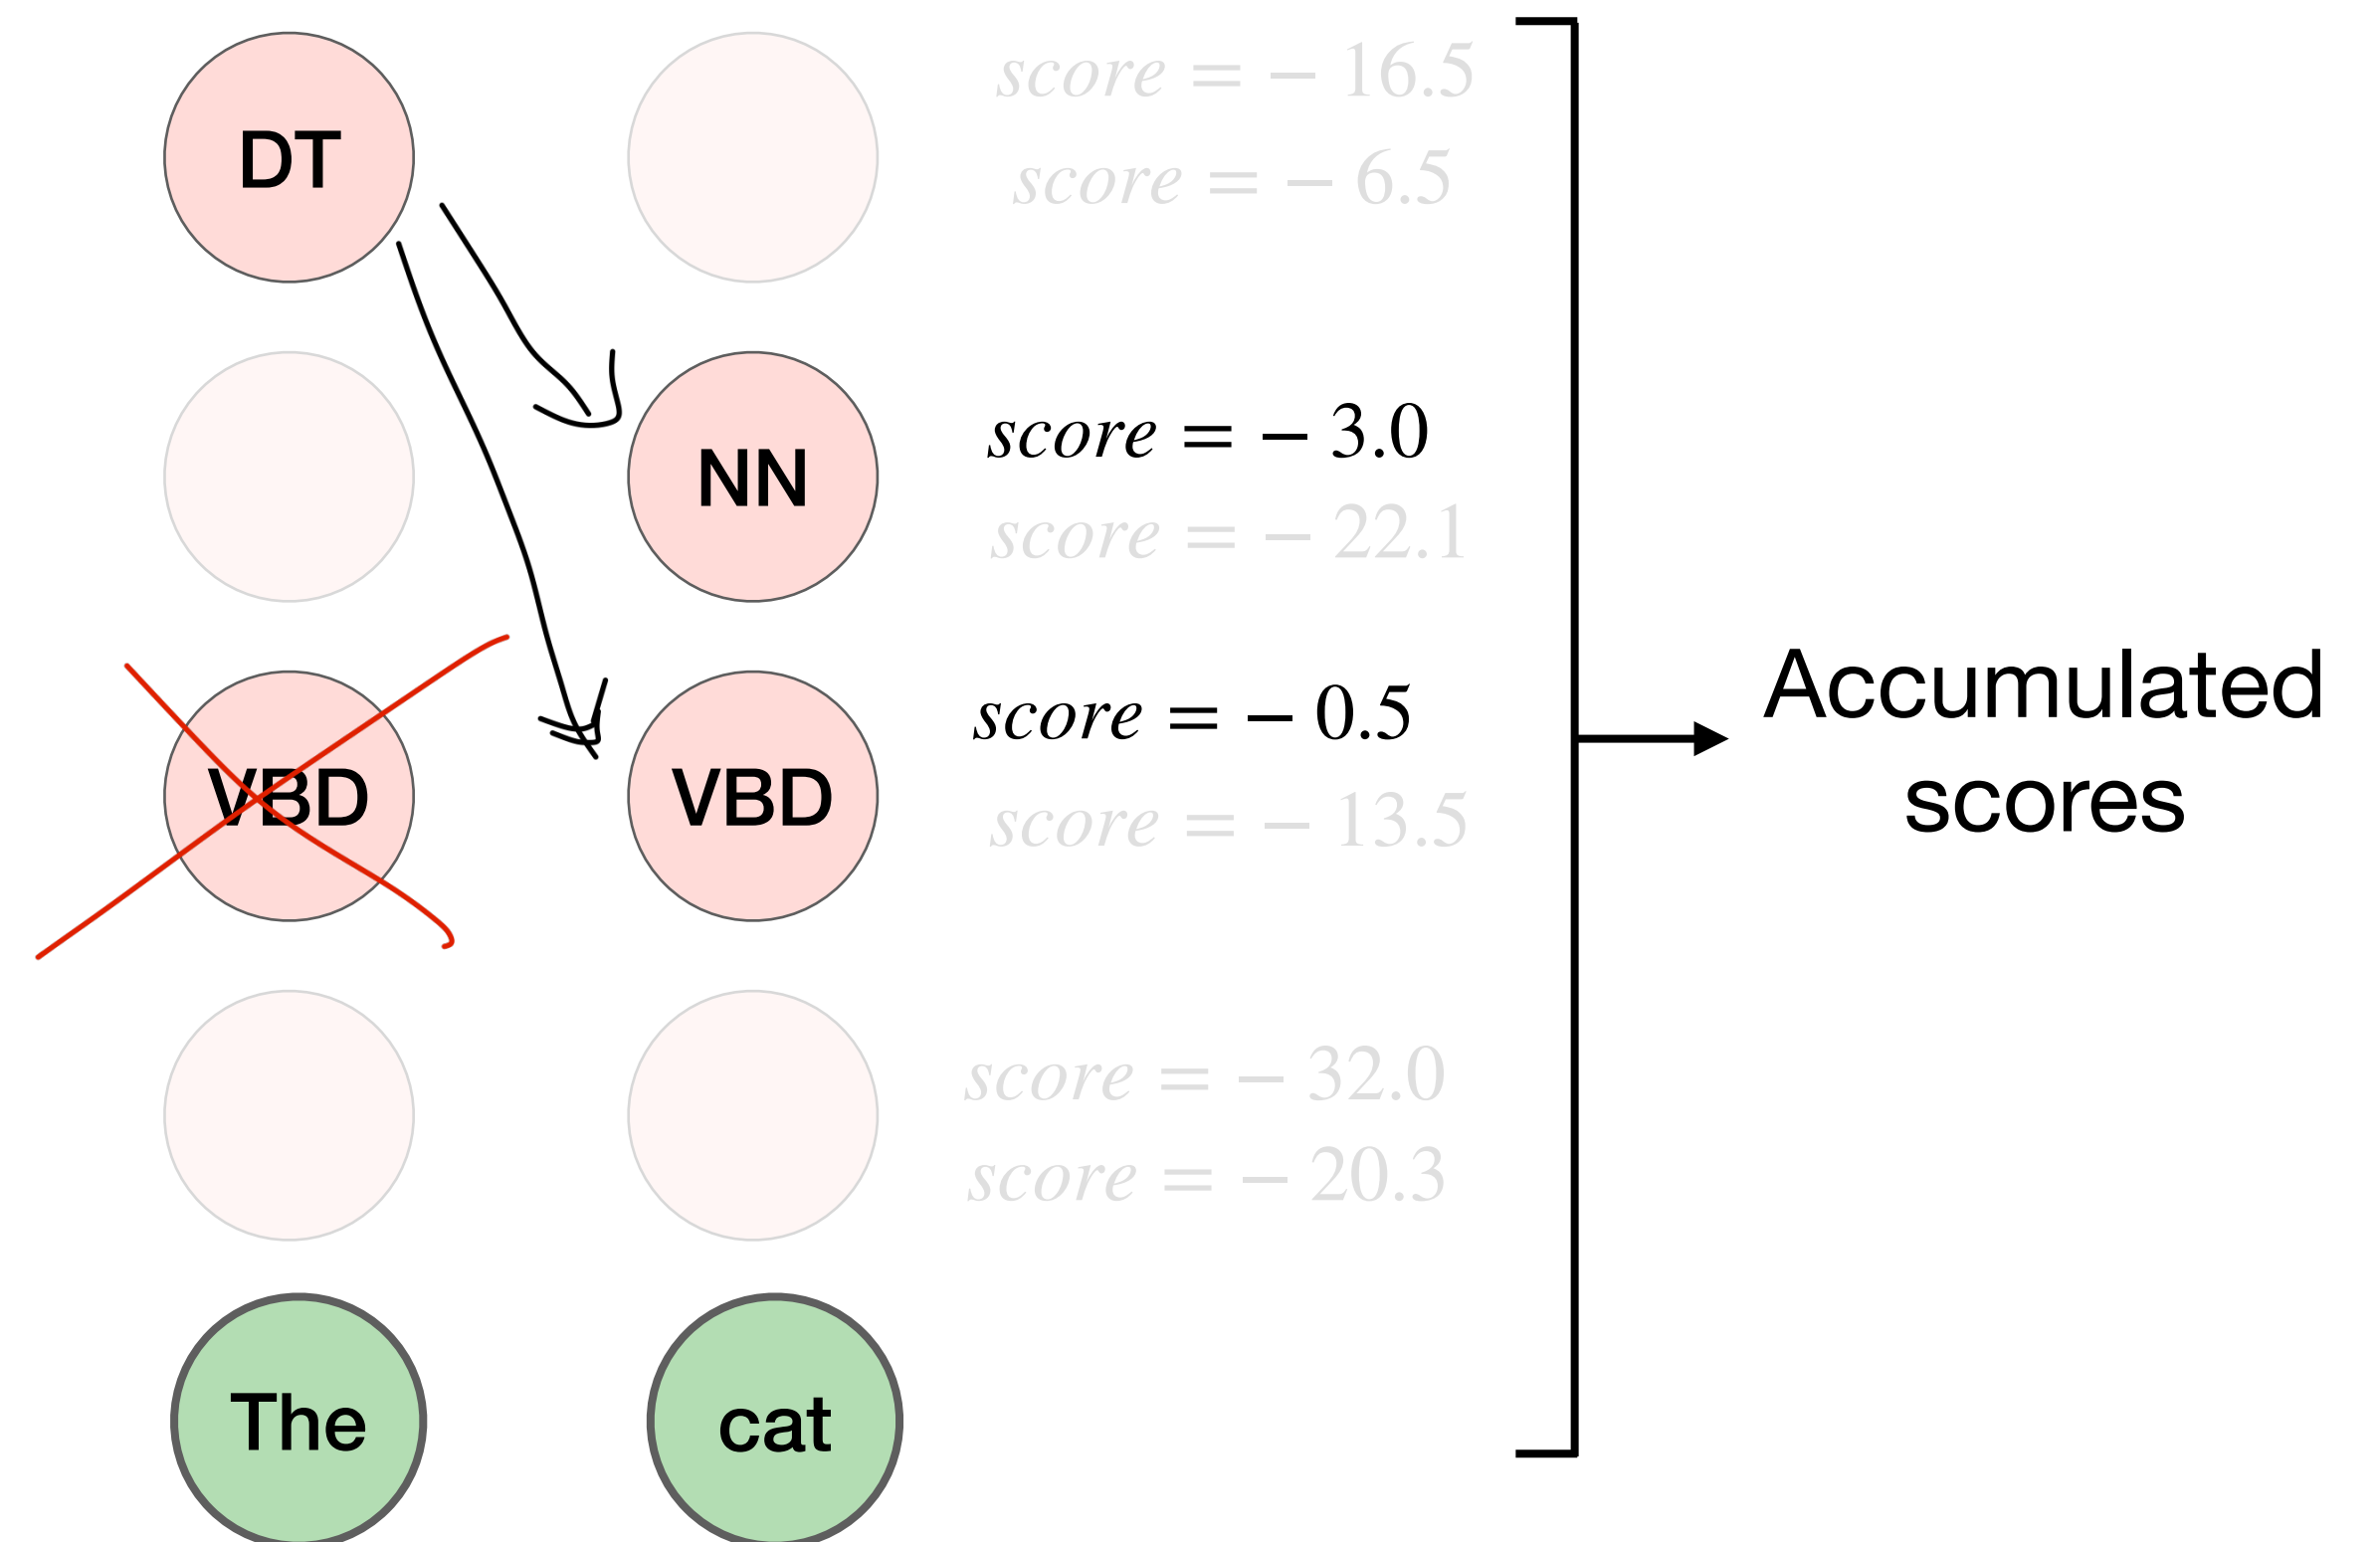 DT
score = − 16.5
score = − 6.5
NN
score = − 3.0
score = − 22.1
VBD
VBD
score = − 0.5
score = − 13.5
Accumulated
scores
score = − 32.0
score = − 20.3
The
cat